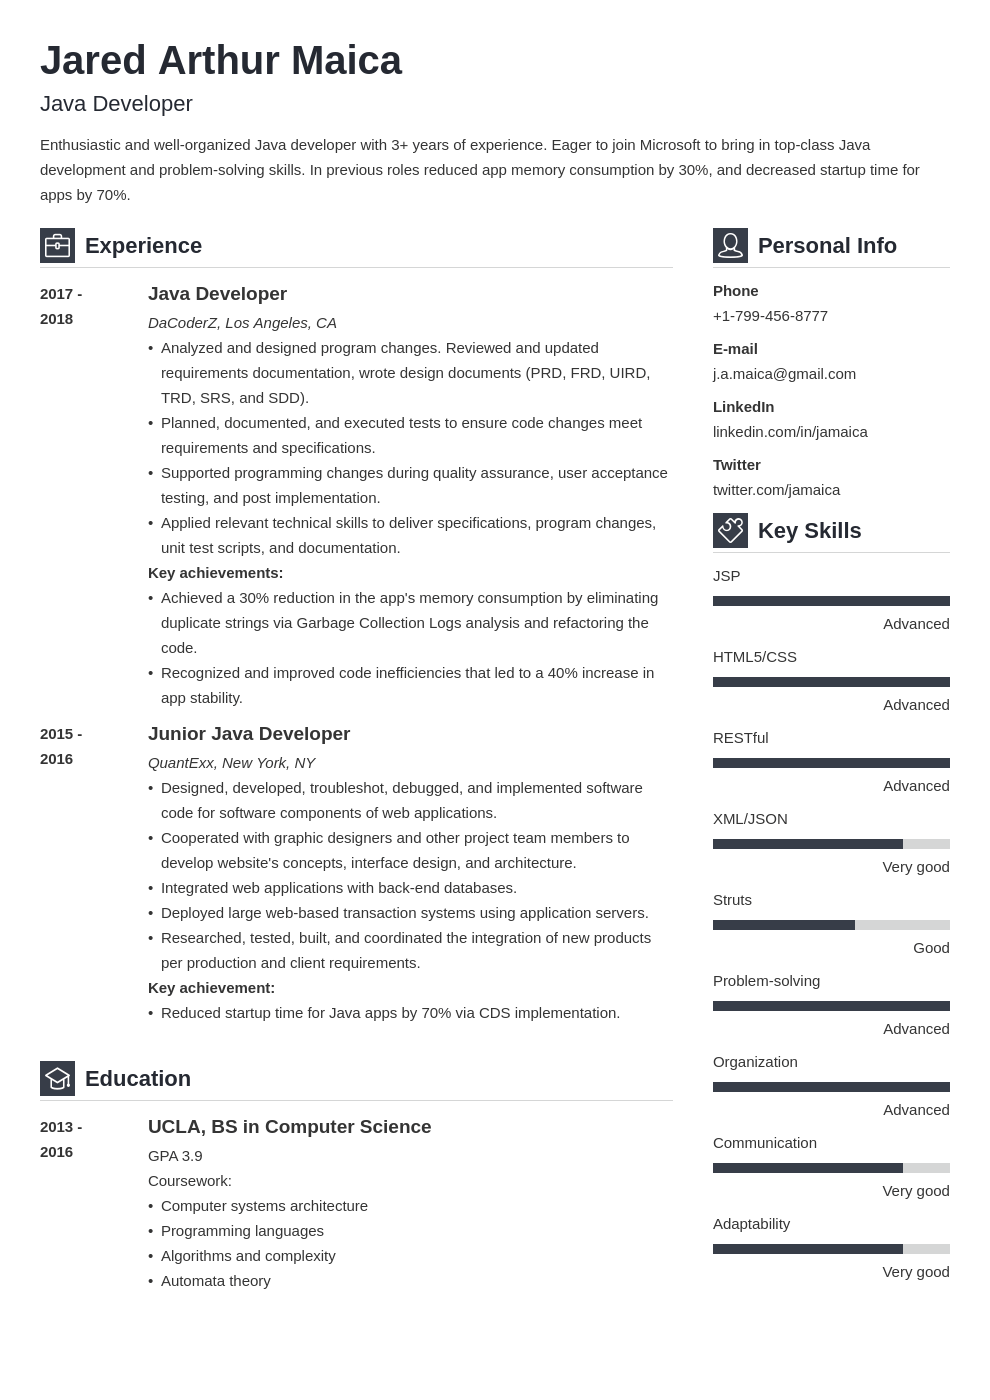 Jared Arthur Maica
Java Developer
Enthusiastic and well-organized Java developer with 3+ years of experience. Eager to join Microsoft to bring in top-class Java
development and problem-solving skills. In previous roles reduced app memory consumption by 30%, and decreased startup time for
apps by 70%.
Experience
2017 -
2018
Java Developer
DaCoderZ, Los Angeles, CA
• Analyzed and designed program changes. Reviewed and updated
requirements documentation, wrote design documents (PRD, FRD, UIRD,
TRD, SRS, and SDD).
• Planned, documented, and executed tests to ensure code changes meet
requirements and specifications.
• Supported programming changes during quality assurance, user acceptance
testing, and post implementation.
• Applied relevant technical skills to deliver specifications, program changes,
unit test scripts, and documentation.
Key achievements:
• Achieved a 30% reduction in the app's memory consumption by eliminating
duplicate strings via Garbage Collection Logs analysis and refactoring the
code.
• Recognized and improved code inefficiencies that led to a 40% increase in
app stability.
2015 -
2016
Junior Java Developer
QuantExx, New York, NY
• Designed, developed, troubleshot, debugged, and implemented software
code for software components of web applications.
• Cooperated with graphic designers and other project team members to
develop website's concepts, interface design, and architecture.
• Integrated web applications with back-end databases.
• Deployed large web-based transaction systems using application servers.
• Researched, tested, built, and coordinated the integration of new products
per production and client requirements.
Key achievement:
• Reduced startup time for Java apps by 70% via CDS implementation.
Education
2013 -
2016
UCLA, BS in Computer Science
GPA 3.9
Coursework:
• Computer systems architecture
• Programming languages
• Algorithms and complexity
• Automata theory
Personal Info
Phone
+1-799-456-8777
E-mail
j.a.maica@gmail.com
LinkedIn
linkedin.com/in/jamaica
Twitter
twitter.com/jamaica
Key Skills
JSP
Advanced
HTML5/CSS
Advanced
RESTful
Advanced
XML/JSON
Very good
Struts
Good
Problem-solving
Advanced
Organization
Advanced
Communication
Very good
Adaptability
Very good